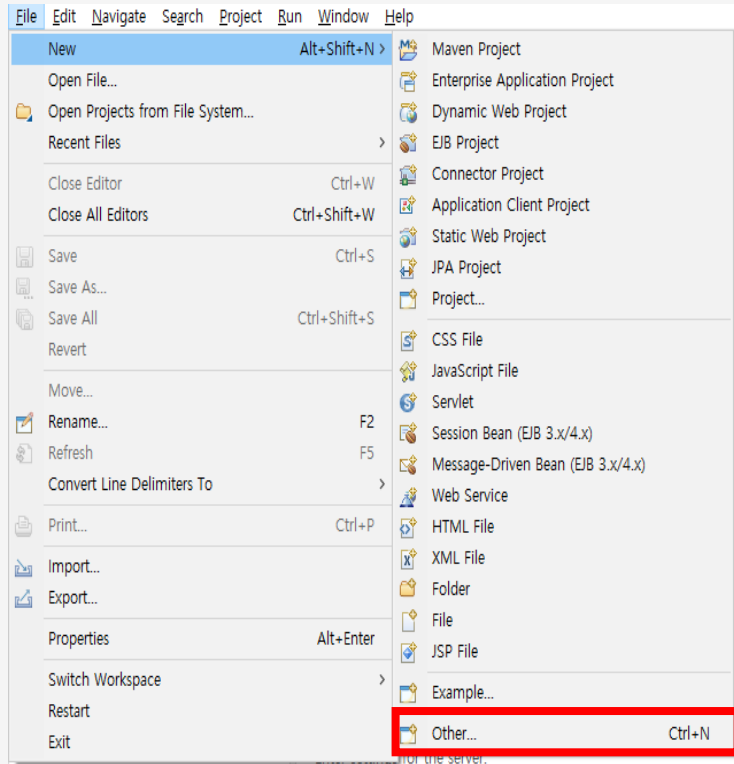 File Edit Navigate Search Project Run Window Help
New Alt+Shift+N >
Open File...
Open Projects from File System...
Recent Files >
Close Editor Ctrl+W
Close All Editors Ctrl+Shift+W
Save Ctrl+S
Save As...
Save All Ctrl+Shift+S
Revert
Move...
Rename... F2
Refresh F5
Convert Line Delimiters To >
Print... Ctrl+P
Import...
Export...
Properties Alt+Enter
Switch Workspace >
Restart
Exit
Maven Project
Enterprise Application Project
Dynamic Web Project
EJB Project
Connector Project
Application Client Project
Static Web Project
JPA Project
Project...
CSS File
JavaScript File
Servlet
Session Bean (EJB 3.x/4.x)
Message-Driven Bean (EJB 3.x/4.x)
Web Service
HTML File
XML File
Folder
File
JSP File
Example...
Other... Ctrl+N
for the server.